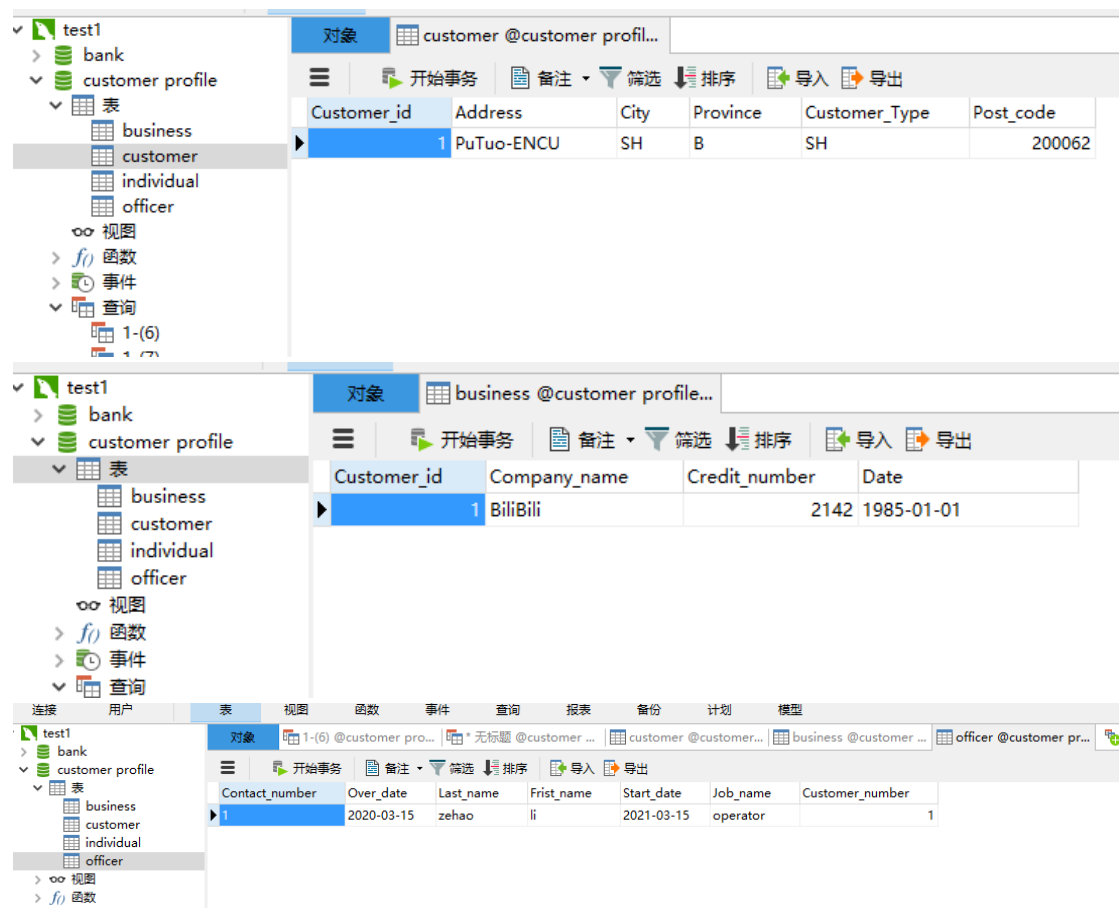 test1
bank
customer profile
表
business
customer
individual
officer
视图
函数
事件
查询
1-(6)
1-(7)
对象 customer @customer profil...
开始事务 备注 筛选 排序 导入 导出
Customer_id Address City Province Customer_Type Post_code
1 PuTuo-ENCU SH B SH 200062
test1
bank
customer profile
表
business
customer
individual
officer
视图
函数
事件
查询
对象 business @customer profile...
开始事务 备注 筛选 排序 导入 导出
Customer_id Company_name Credit_number Date
1 BiliBili 2142 1985-01-01
连接 用户 表 视图 函数 事件 查询 报表 备份 计划 模型
test1
bank
customer profile
表
business
customer
individual
officer
视图
函数
对象 1-(6) @customer pro... * 无标题 @customer ... customer @customer... business @customer ... officer @customer pr...
开始事务 备注 筛选 排序 导入 导出
Contact_number Over_date Last_name Frist_name Start_date Job_name Customer_number
1 2020-03-15 zehao li 2021-03-15 operator 1